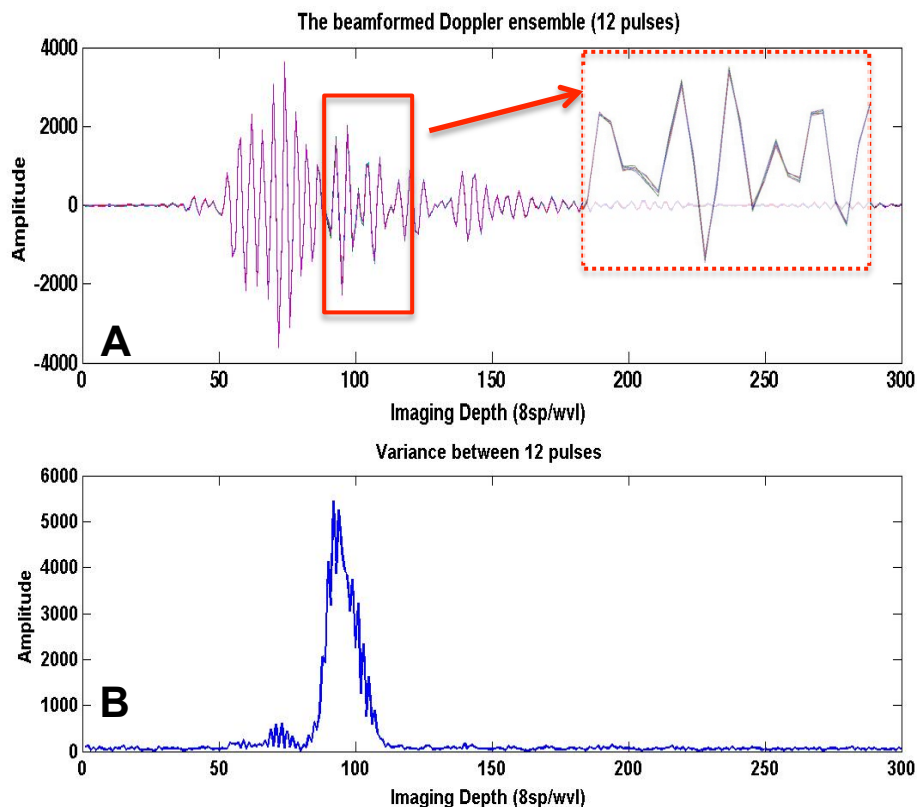 The beamformed Doppler ensemble (12 pulses)
4000
2000
0
-2000
-4000
Amplitude
A
0 50 100 150 200 250 300
Imaging Depth (8sp/wvl)
Variance between 12 pulses
6000
5000
4000
3000
2000
1000
0
Amplitude
B
0 50 100 150 200 250 300
Imaging Depth (8sp/wvl)